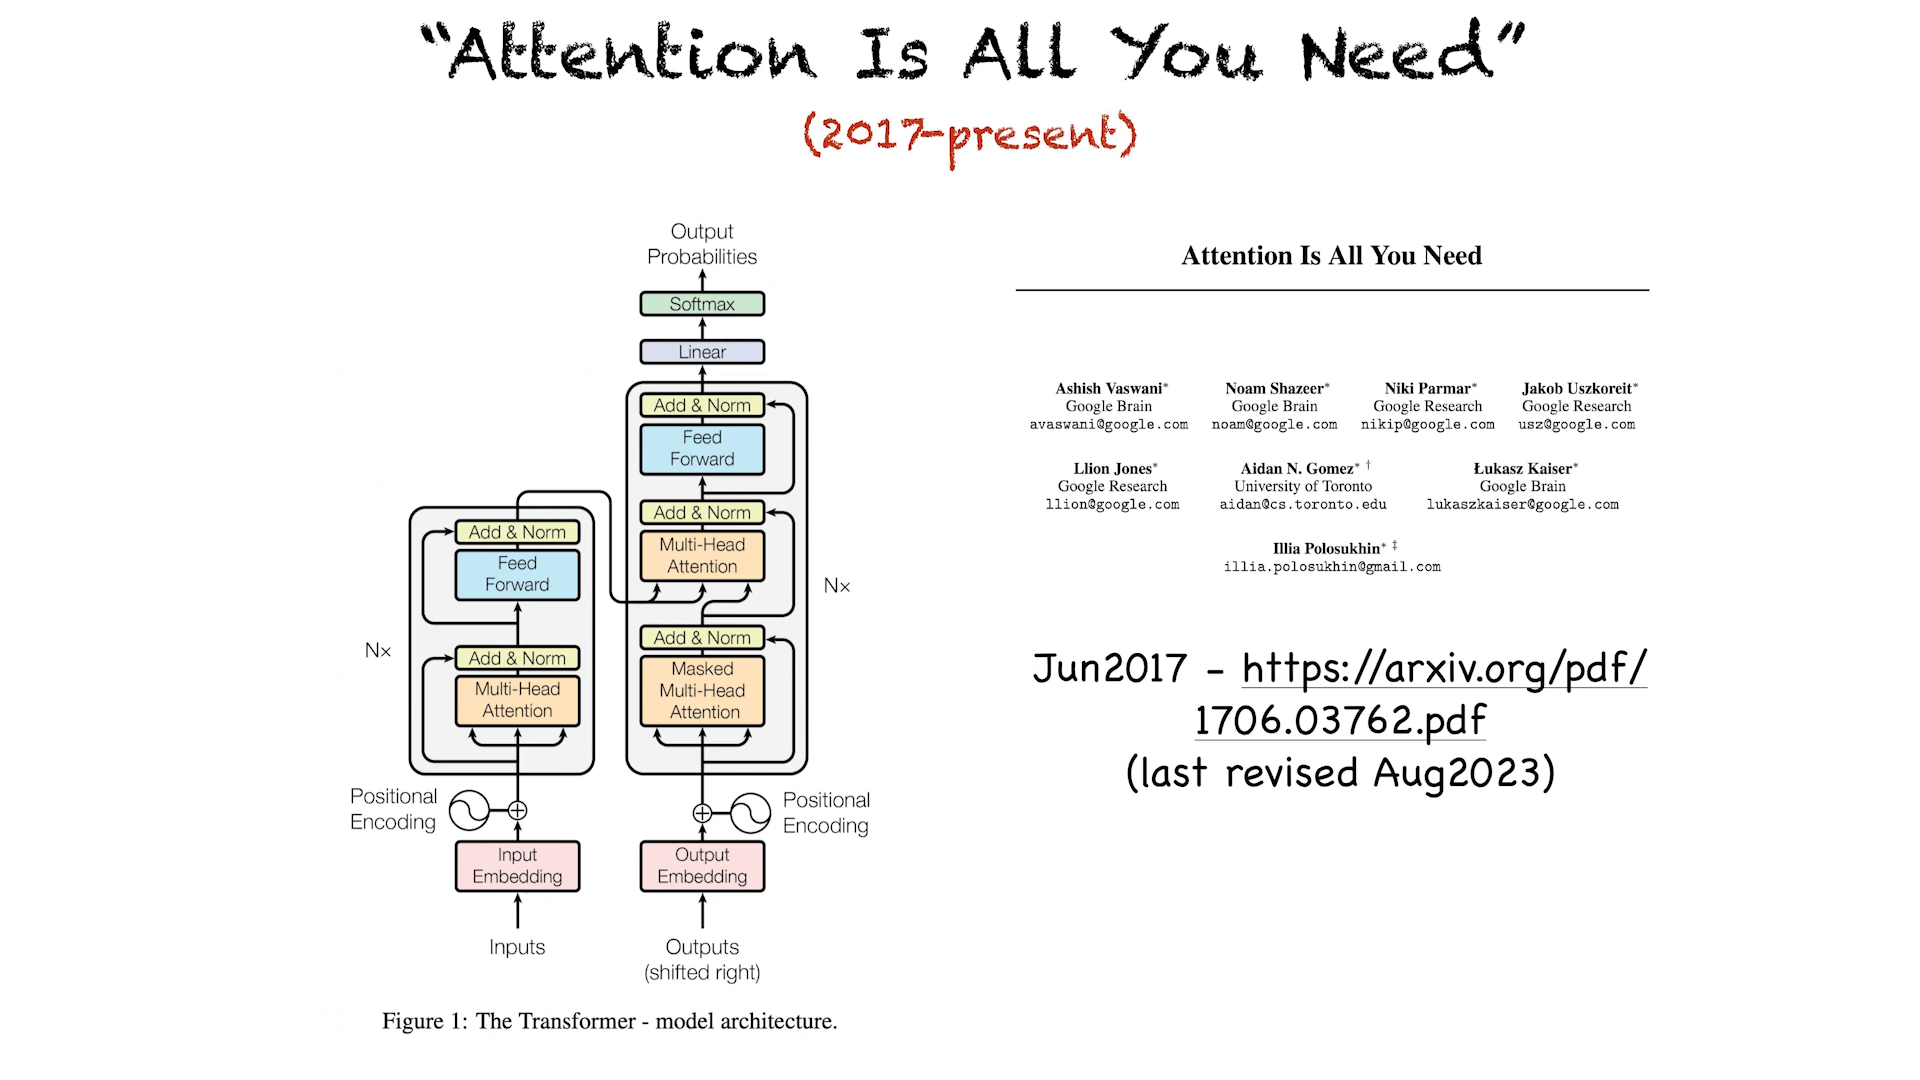 “Attention Is All You Need”
(2017-present)
Output
Probabilities
Softmax
Linear
Add & Norm
Feed
Forward
Add & Norm
Multi-Head
Attention
Nx
Add & Norm
Masked
Multi-Head
Attention
Add & Norm
Feed
Forward
Nx
Add & Norm
Multi-Head
Attention
Positional
Encoding
Positional
Encoding
Input
Embedding
Output
Embedding
Inputs
Outputs
(shifted right)
Figure 1: The Transformer - model architecture.
Attention Is All You Need
Ashish Vaswani* Noam Shazeer* Niki Parmar* Jakob Uszkoreit*
Google Brain Google Brain Google Research Google Research
avaswani@google.com noam@google.com nikip@google.com usz@google.com
Llion Jones* Aidan N. Gomez* † Łukasz Kaiser*
Google Research University of Toronto Google Brain
llion@google.com aidan@cs.toronto.edu lukaszkaiser@google.com
Illia Polosukhin* ‡
illia.polosukhin@gmail.com
Jun2017 - https://arxiv.org/pdf/
1706.03762.pdf
(last revised Aug2023)